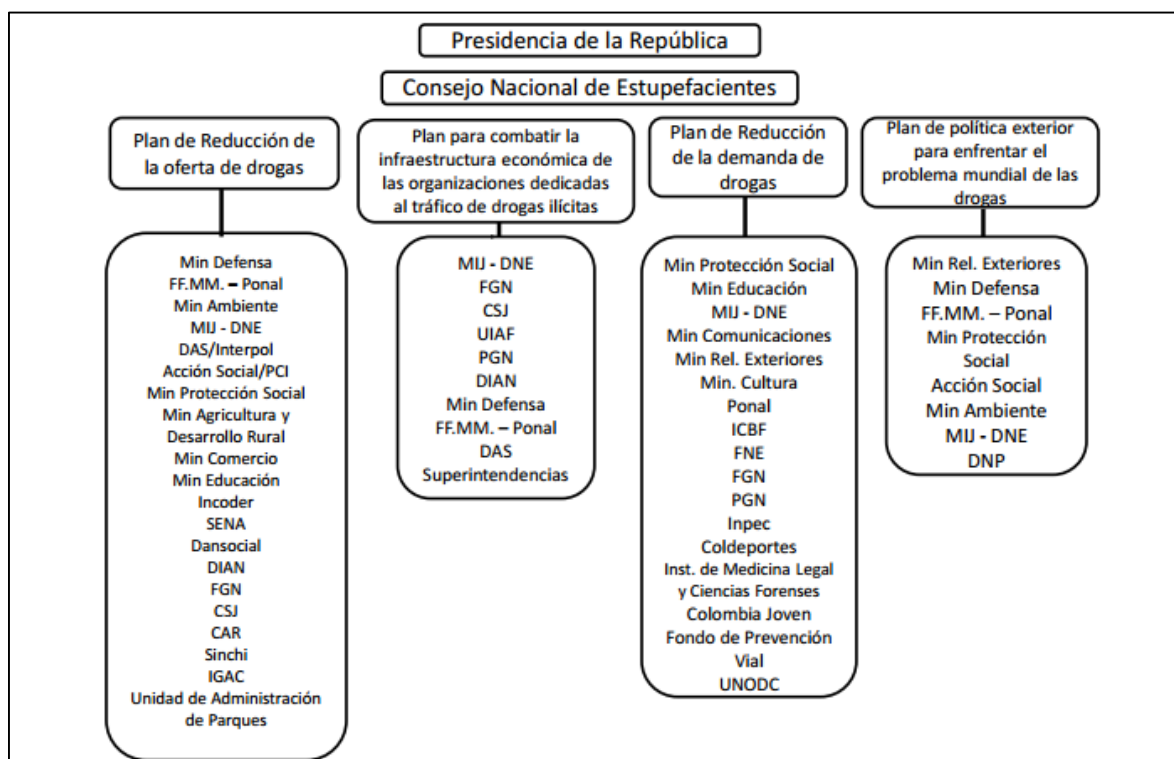 Presidencia de la República
Consejo Nacional de Estupefacientes
Plan de Reducción de
la oferta de drogas
Min Defensa
FF.MM. – Ponal
Min Ambiente
MIJ - DNE
DAS/Interpol
Acción Social/PCI
Min Protección Social
Min Agricultura y
Desarrollo Rural
Min Comercio
Min Educación
Incoder
SENA
Dansocial
DIAN
FGN
CSJ
CAR
Sinchi
IGAC
Unidad de Administración
de Parques
Plan para combatir la
infraestructura económica de
las organizaciones dedicadas
al tráfico de drogas ilícitas
MIJ - DNE
FGN
CSJ
UIAF
PGN
DIAN
Min Defensa
FF.MM. – Ponal
DAS
Superintendencias
Plan de Reducción
de la demanda de
drogas
Min Protección Social
Min Educación
MIJ - DNE
Min Comunicaciones
Min Rel. Exteriores
Min. Cultura
Ponal
ICBF
FNE
FGN
PGN
Inpec
Coldeportes
Inst. de Medicina Legal
y Ciencias Forenses
Colombia Joven
Fondo de Prevención
Vial
UNODC
Plan de política exterior
para enfrentar el
problema mundial de las
drogas
Min Rel. Exteriores
Min Defensa
FF.MM. – Ponal
Min Protección
Social
Acción Social
Min Ambiente
MIJ - DNE
DNP